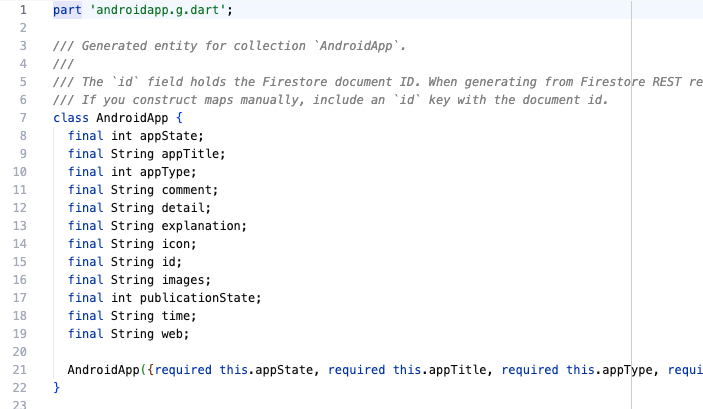 1 part 'androidapp.g.dart';
2
3 /// Generated entity for collection `AndroidApp`.
4 ///
5 /// The `id` field holds the Firestore document ID. When generating from Firestore REST re
6 /// If you construct maps manually, include an `id` key with the document id.
7 class AndroidApp {
8 final int appState;
9 final String appTitle;
10 final int appType;
11 final String comment;
12 final String detail;
13 final String explanation;
14 final String icon;
15 final String id;
16 final String images;
17 final int publicationState;
18 final String time;
19 final String web;
20
21 AndroidApp({required this.appState, required this.appTitle, required this.appType, requi
22 }
23